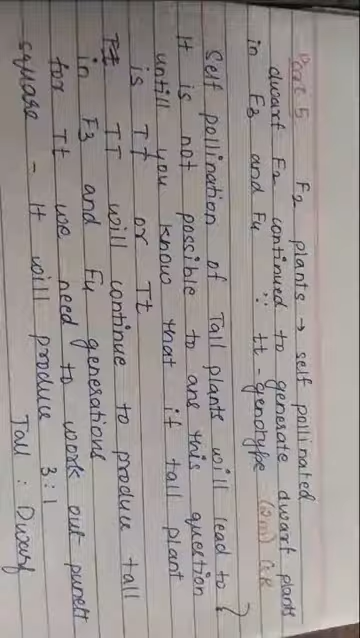 Part 5 F2 plants → self pollinated
dwarf F2 continued to generate dwarf plants
in F3 and F4 ∵ tt - genotype
Self pollination of Tall plants will lead to ?
It is not possible to ans this question
untill you know that if tall plant
is TT or Tt
TT will continue to produce tall
in F3 and F4 generations
for Tt we need to work out punett
square - It will produce 3:1
Tall : Dwarf